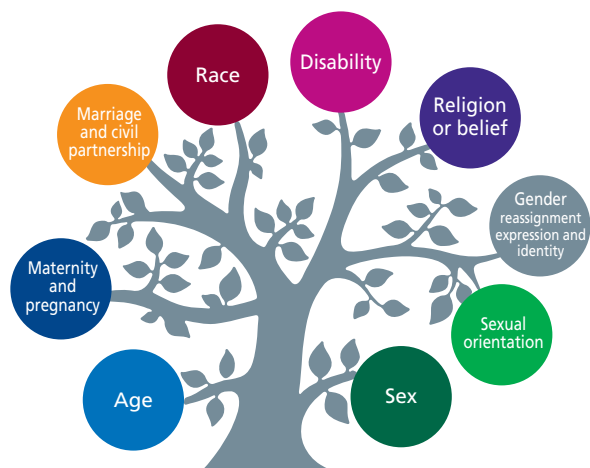 Race
Disability
Marriage
and civil
partnership
Religion
or belief
Gender
reassignment
expression and
identity
Maternity
and
pregnancy
Sexual
orientation
Age
Sex